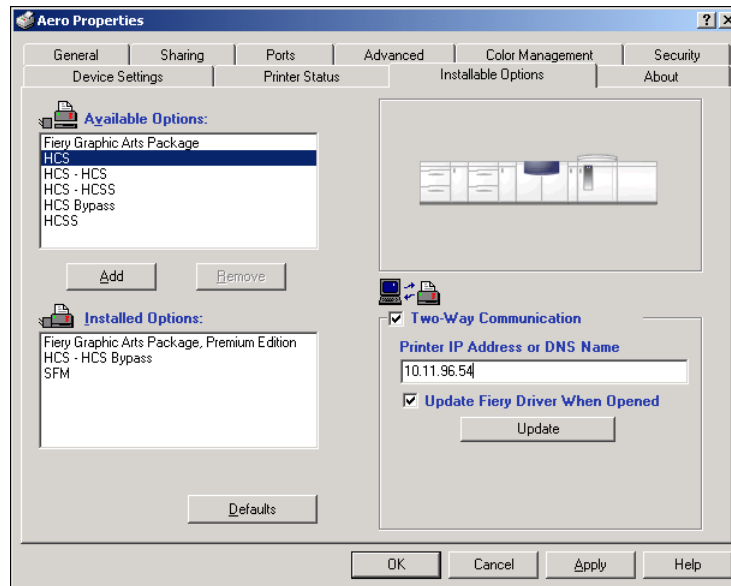 Aero Properties
General Sharing Ports Advanced Color Management Security
Device Settings Printer Status Installable Options About
Available Options:
Fiery Graphic Arts Package
HCS
HCS - HCS
HCS - HCSS
HCS Bypass
HCSS
Add Remove
Installed Options:
Fiery Graphic Arts Package, Premium Edition
HCS - HCS Bypass
SFM
Defaults
Two-Way Communication
Printer IP Address or DNS Name
10.11.96.54
Update Fiery Driver When Opened
Update
OK Cancel Apply Help